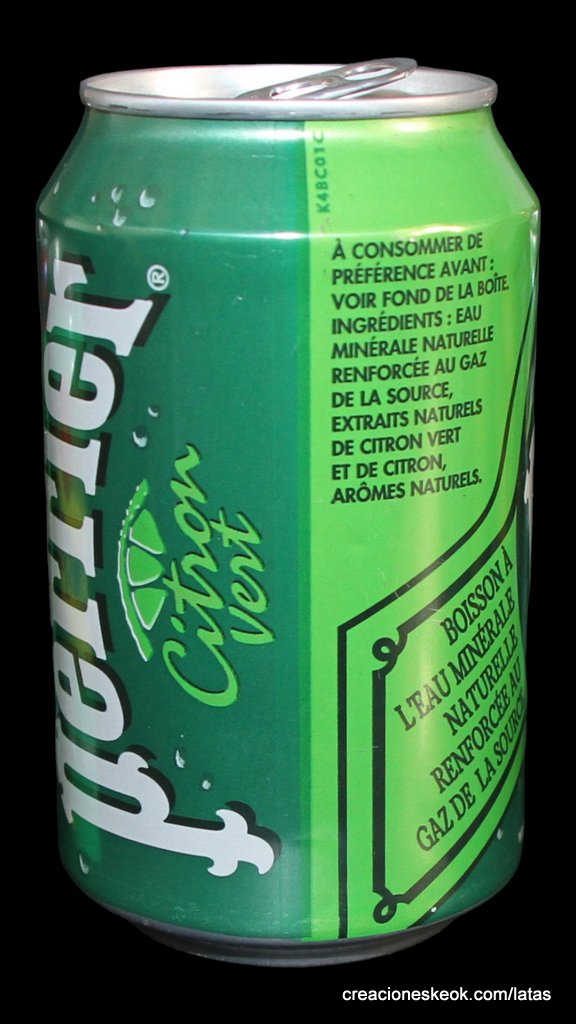 Perrier®
Citron
vert
K4BC01C
À CONSOMMER DE
PRÉFÉRENCE AVANT :
VOIR FOND DE LA BOÎTE.
INGRÉDIENTS : EAU
MINÉRALE NATURELLE
RENFORCÉE AU GAZ
DE LA SOURCE,
EXTRAITS NATURELS
DE CITRON VERT
ET DE CITRON,
ARÔMES NATURELS.
BOISSON À
L'EAU MINÉRALE
NATURELLE
RENFORCÉE AU
GAZ DE LA SOURCE
creacioneskeok.com/latas